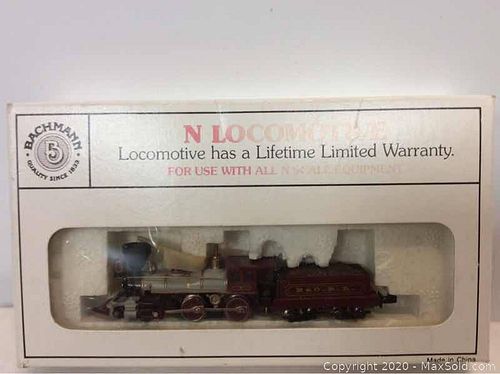 BACHMANN
5
QUALITY SINCE 1833
N LOCOMOTIVE
Locomotive has a Lifetime Limited Warranty.
FOR USE WITH ALL N SCALE EQUIPMENT
Made in China
Copyright 2020 - MaxSold.com